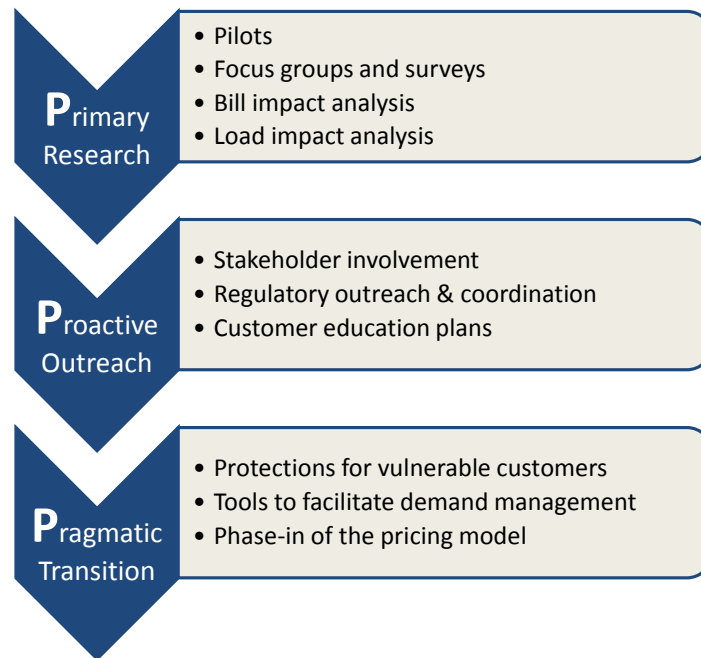 Primary
Research
• Pilots
• Focus groups and surveys
• Bill impact analysis
• Load impact analysis
Proactive
Outreach
• Stakeholder involvement
• Regulatory outreach & coordination
• Customer education plans
Pragmatic
Transition
• Protections for vulnerable customers
• Tools to facilitate demand management
• Phase-in of the pricing model